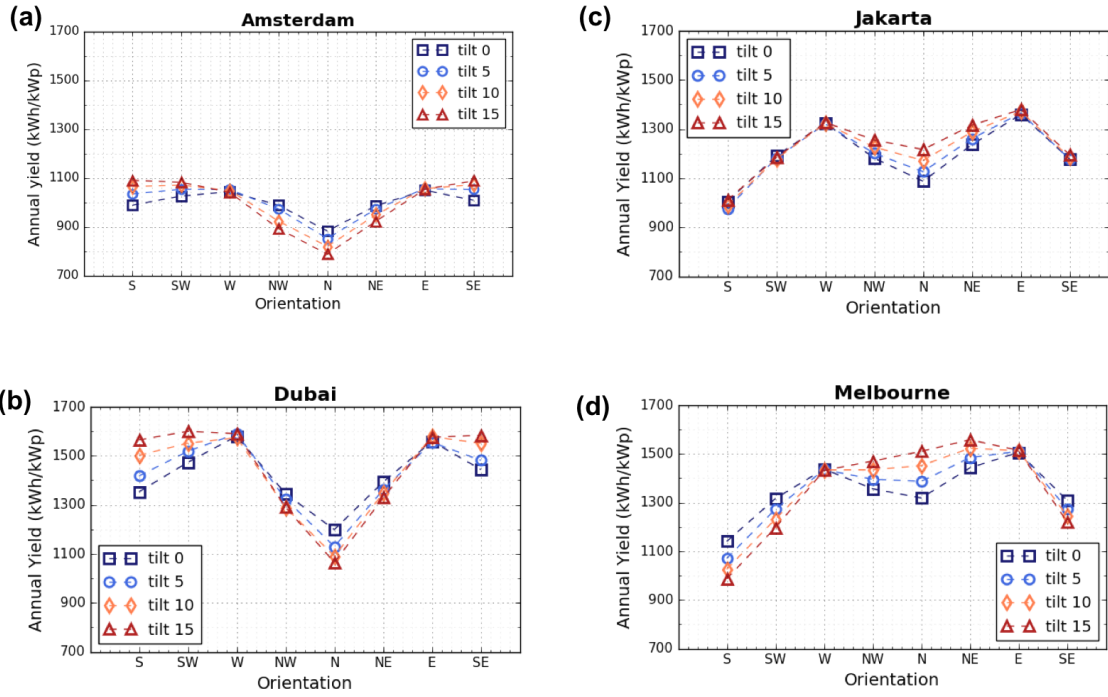 (a)
Amsterdam
1700
1500
1300
1100
900
700
Annual yield (kWh/kWp)
tilt 0
tilt 5
tilt 10
tilt 15
S SW W NW N NE E SE
Orientation
(c)
Jakarta
1700
1500
1300
1100
900
700
Annual Yield (kWh/kWp)
tilt 0
tilt 5
tilt 10
tilt 15
S SW W NW N NE E SE
Orientation
(b)
Dubai
1700
1500
1300
1100
900
700
Annual Yield (kWh/kWp)
tilt 0
tilt 5
tilt 10
tilt 15
S SW W NW N NE E SE
Orientation
(d)
Melbourne
1700
1500
1300
1100
900
700
Annual Yield (kWh/kWp)
tilt 0
tilt 5
tilt 10
tilt 15
S SW W NW N NE E SE
Orientation